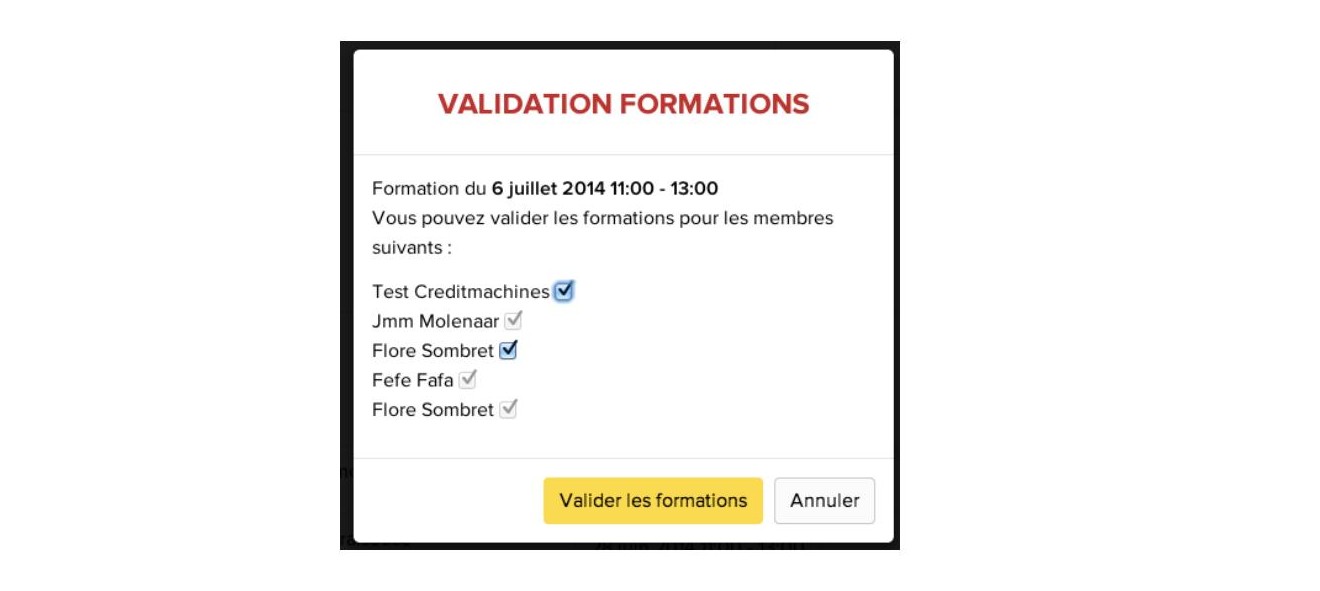 VALIDATION FORMATIONS
Formation du 6 juillet 2014 11:00 - 13:00
Vous pouvez valider les formations pour les membres
suivants :
Test Creditmachines
Jmm Molenaar
Flore Sombret
Fefe Fafa
Flore Sombret
Valider les formations
Annuler